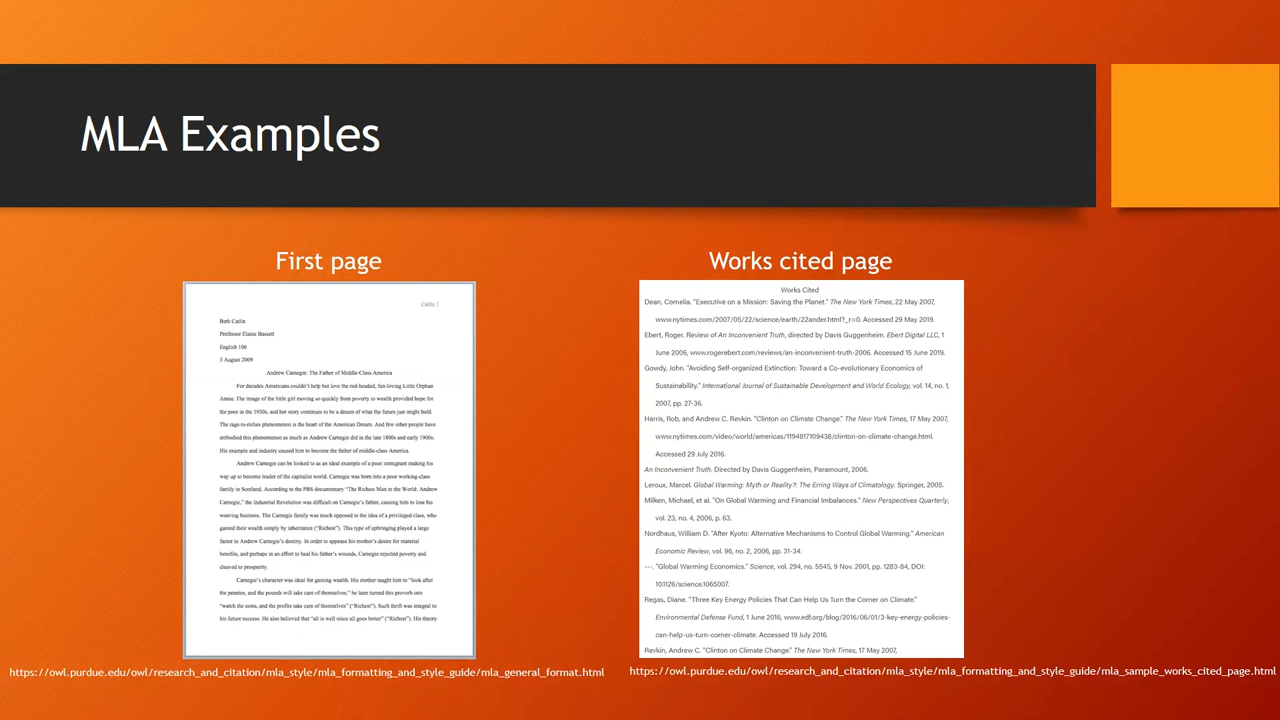 MLA Examples
First page
Catlin 1
Beth Catlin
Professor Elaine Bassett
English 106
3 August 2009
Andrew Carnegie: The Father of Middle-Class America
For decades Americans couldn't help but love the red-headed, fun-loving Little Orphan
Annie. The image of the little girl moving so quickly from poverty to wealth provided hope for
the poor in the 1930s, and her story continues to be a dream of what the future just might hold.
The rags-to-riches phenomenon is the heart of the American Dream. And few other people have
embodied this phenomenon as much as Andrew Carnegie did in the late 1800s and early 1900s.
His example and industry caused him to become the father of middle-class America.
Andrew Carnegie can be looked to as an ideal example of a poor immigrant making his
way up to become leader of the capitalist world. Carnegie was born into a poor working-class
family in Scotland. According to the PBS documentary "The Richest Man in the World: Andrew
Carnegie," the Industrial Revolution was difficult on Carnegie's father, causing him to lose his
weaving business. The Carnegie family was much opposed to the idea of a privileged class, who
gained their wealth simply by inheritance ("Richest"). This type of upbringing played a large
factor in Andrew Carnegie's destiny. In order to appease his mother's desire for material
benefits, and perhaps in an effort to heal his father's wounds, Carnegie rejected poverty and
cleaved to prosperity.
Carnegie's character was ideal for gaining wealth. His mother taught him to "look after
the pennies, and the pounds will take care of themselves;" he later turned this proverb into
"watch the costs, and the profits take care of themselves" ("Richest"). Such thrift was integral to
his future success. He also believed that "all is well since all goes better" ("Richest"). His theory
https://owl.purdue.edu/owl/research_and_citation/mla_style/mla_formatting_and_style_guide/mla_general_format.html
Works cited page
Works Cited
Dean, Cornelia. "Executive on a Mission: Saving the Planet." The New York Times, 22 May 2007,
www.nytimes.com/2007/05/22/science/earth/22ander.html?_r=0. Accessed 29 May 2019.
Ebert, Roger. Review of An Inconvenient Truth, directed by Davis Guggenheim. Ebert Digital LLC, 1
June 2006, www.rogerebert.com/reviews/an-inconvenient-truth-2006. Accessed 15 June 2019.
Gowdy, John. "Avoiding Self-organized Extinction: Toward a Co-evolutionary Economics of
Sustainability." International Journal of Sustainable Development and World Ecology, vol. 14, no. 1,
2007, pp. 27-36.
Harris, Rob, and Andrew C. Revkin. "Clinton on Climate Change." The New York Times, 17 May 2007,
www.nytimes.com/video/world/americas/1194817109438/clinton-on-climate-change.html.
Accessed 29 July 2016.
An Inconvenient Truth. Directed by Davis Guggenheim, Paramount, 2006.
Leroux, Marcel. Global Warming: Myth or Reality?: The Erring Ways of Climatology. Springer, 2005.
Milken, Michael, et al. "On Global Warming and Financial Imbalances." New Perspectives Quarterly,
vol. 23, no. 4, 2006, p. 63.
Nordhaus, William D. "After Kyoto: Alternative Mechanisms to Control Global Warming." American
Economic Review, vol. 96, no. 2, 2006, pp. 31-34.
---. "Global Warming Economics." Science, vol. 294, no. 5545, 9 Nov. 2001, pp. 1283-84, DOI:
10.1126/science.1065007.
Regas, Diane. "Three Key Energy Policies That Can Help Us Turn the Corner on Climate."
Environmental Defense Fund, 1 June 2016, www.edf.org/blog/2016/06/01/3-key-energy-policies-
can-help-us-turn-corner-climate. Accessed 19 July 2016.
Revkin, Andrew C. "Clinton on Climate Change." The New York Times, 17 May 2007,
https://owl.purdue.edu/owl/research_and_citation/mla_style/mla_formatting_and_style_guide/mla_sample_works_cited_page.html